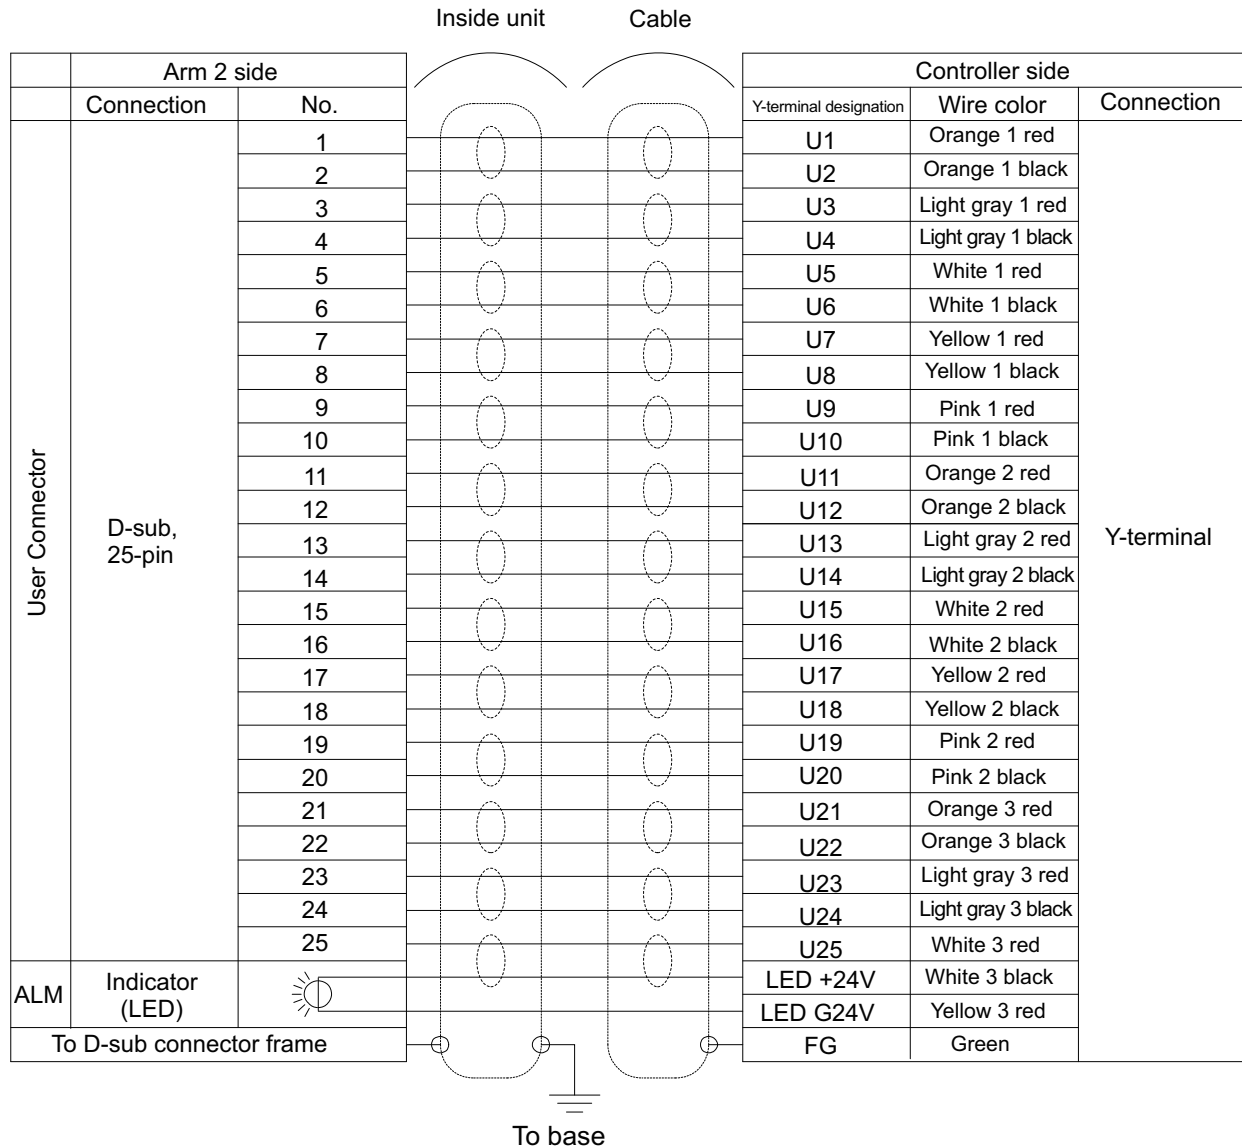 Inside unit Cable
Arm 2 side Controller side
Connection No. Y-terminal designation Wire color Connection
1 U1 Orange 1 red
2 U2 Orange 1 black
3 U3 Light gray 1 red
4 U4 Light gray 1 black
5 U5 White 1 red
6 U6 White 1 black
7 U7 Yellow 1 red
8 U8 Yellow 1 black
9 U9 Pink 1 red
10 U10 Pink 1 black
11 U11 Orange 2 red
12 U12 Orange 2 black
User Connector
D-sub,
25-pin
13 U13 Light gray 2 red
Y-terminal
14 U14 Light gray 2 black
15 U15 White 2 red
16 U16 White 2 black
17 U17 Yellow 2 red
18 U18 Yellow 2 black
19 U19 Pink 2 red
20 U20 Pink 2 black
21 U21 Orange 3 red
22 U22 Orange 3 black
23 U23 Light gray 3 red
24 U24 Light gray 3 black
25 U25 White 3 red
ALM
Indicator
(LED)
LED +24V White 3 black
LED G24V Yellow 3 red
To D-sub connector frame FG Green
To base